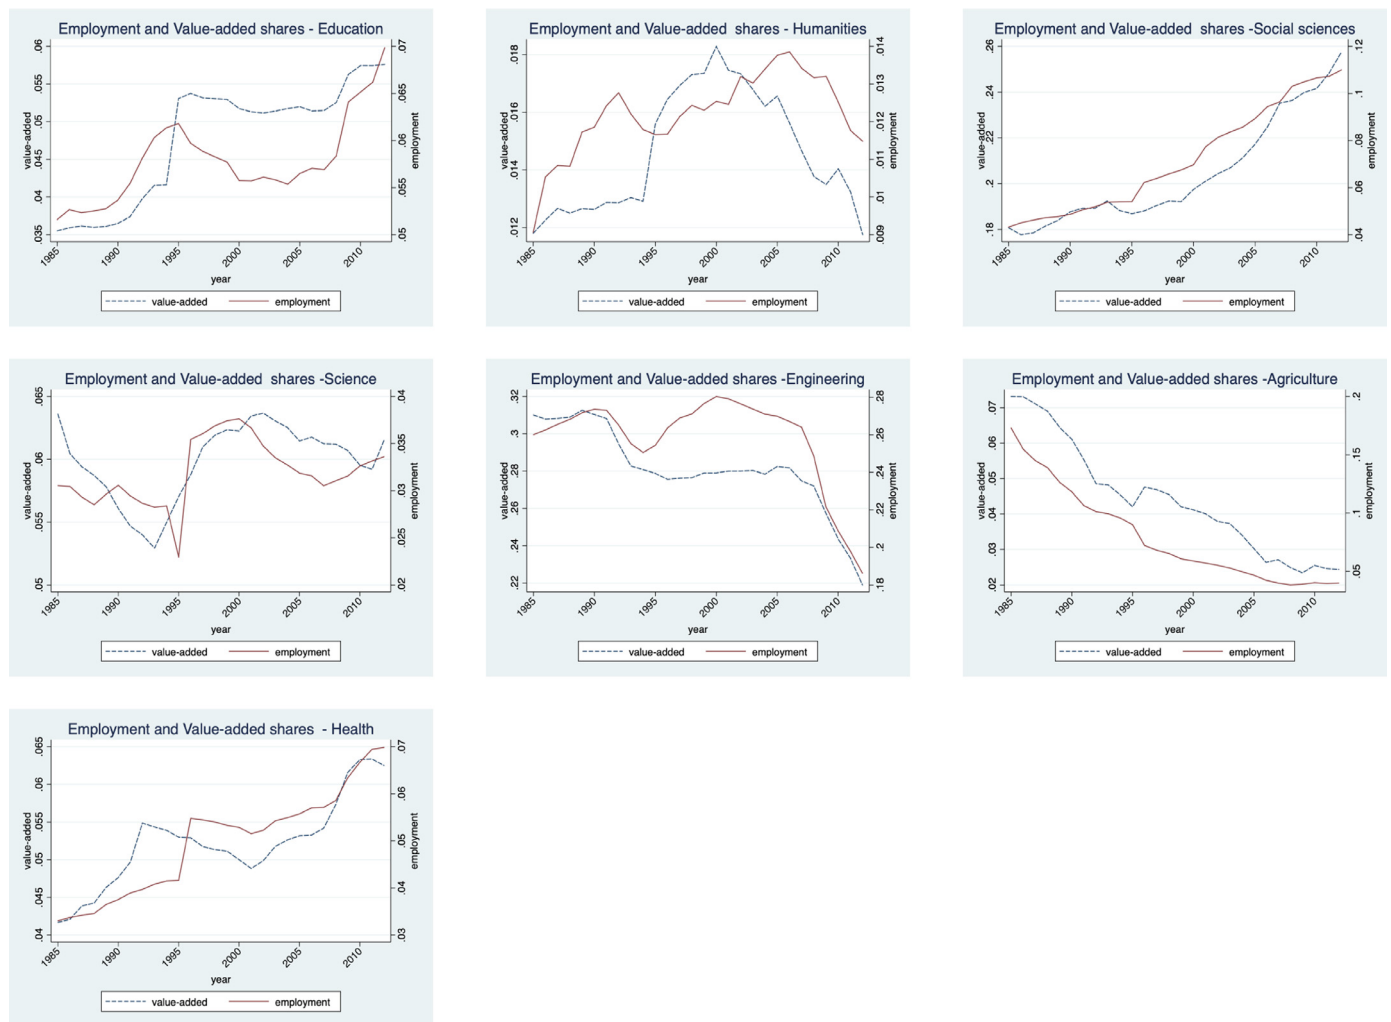 Employment and Value-added shares - Education
value-added
.035 .04 .045 .05 .055 .06
employment
.05 .055 .06 .065 .07
1985 1990 1995 2000 2005 2010
year
value-added employment
Employment and Value-added shares - Humanities
value-added
.012 .014 .016 .018
employment
.009 .01 .011 .012 .013 .014
1985 1990 1995 2000 2005 2010
year
value-added employment
Employment and Value-added shares -Social sciences
value-added
.18 .2 .22 .24 .26
employment
.04 .06 .08 .1 .12
1985 1990 1995 2000 2005 2010
year
value-added employment
Employment and Value-added shares -Science
value-added
.05 .055 .06 .065
employment
.02 .025 .03 .035 .04
1985 1990 1995 2000 2005 2010
year
value-added employment
Employment and Value-added shares -Engineering
value-added
.22 .24 .26 .28 .3 .32
employment
.18 .2 .22 .24 .26 .28
1985 1990 1995 2000 2005 2010
year
value-added employment
Employment and Value-added shares -Agriculture
value-added
.02 .03 .04 .05 .06 .07
employment
.05 .1 .15 .2
1985 1990 1995 2000 2005 2010
year
value-added employment
Employment and Value-added shares - Health
value-added
.04 .045 .05 .055 .06 .065
employment
.03 .04 .05 .06 .07
1985 1990 1995 2000 2005 2010
year
value-added employment